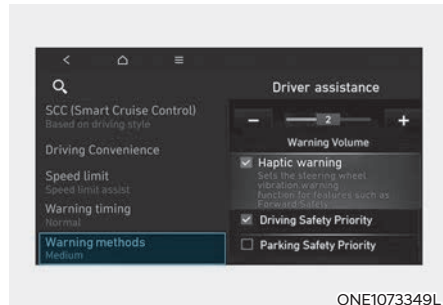 Driver assistance
SCC (Smart Cruise Control)
Based on driving style
Driving Convenience
Speed limit
Speed limit assist
Warning timing
Normal
Warning methods
Medium
− 2 +
Warning Volume
Haptic warning
Sets the steering wheel
vibration warning
function for features such as
Forward Safety
Driving Safety Priority
Parking Safety Priority
ONE1073349L